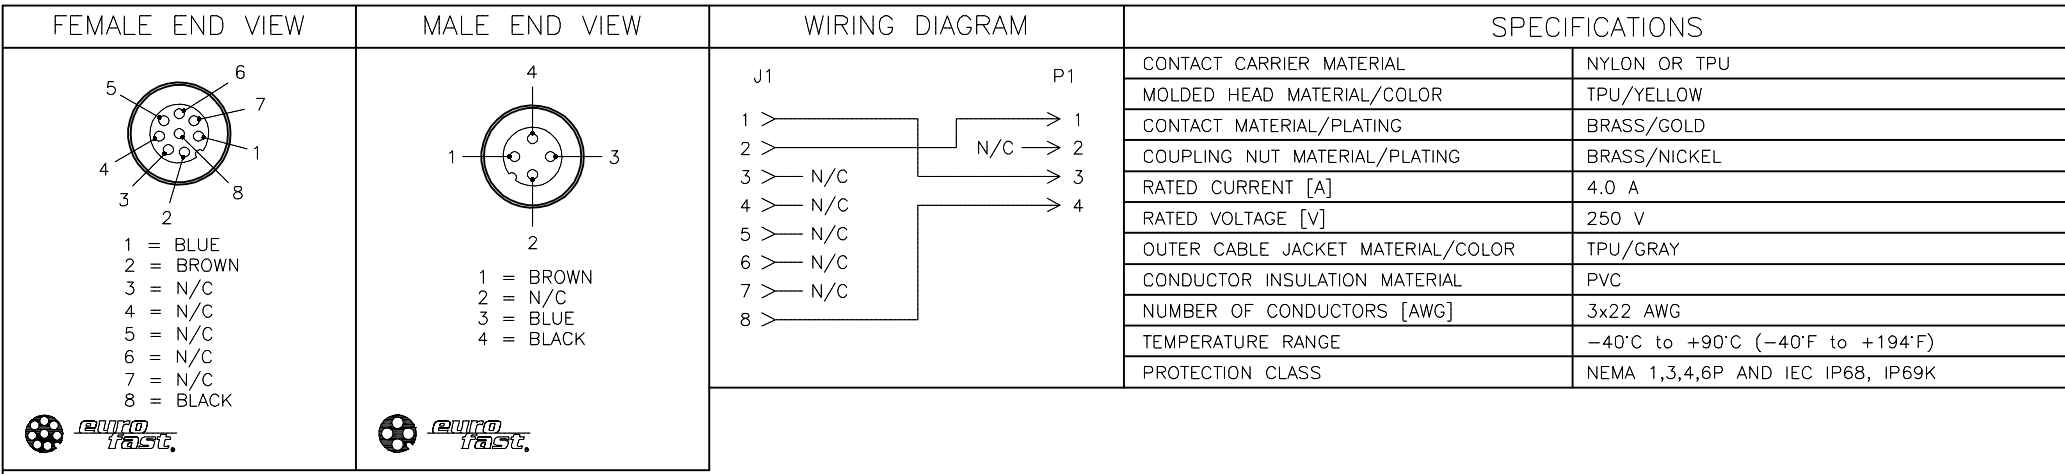 FEMALE END VIEW
MALE END VIEW
WIRING DIAGRAM
SPECIFICATIONS
6
5
7
4
1
3
8
2
1 = BLUE
2 = BROWN
3 = N/C
4 = N/C
5 = N/C
6 = N/C
7 = N/C
8 = BLACK
euro
fast.
4
1
3
2
1 = BROWN
2 = N/C
3 = BLUE
4 = BLACK
euro
fast.
J1 P1
1 1
2 N/C 2
3 N/C 3
4 N/C 4
5 N/C
6 N/C
7 N/C
8
CONTACT CARRIER MATERIAL NYLON OR TPU
MOLDED HEAD MATERIAL/COLOR TPU/YELLOW
CONTACT MATERIAL/PLATING BRASS/GOLD
COUPLING NUT MATERIAL/PLATING BRASS/NICKEL
RATED CURRENT [A] 4.0 A
RATED VOLTAGE [V] 250 V
OUTER CABLE JACKET MATERIAL/COLOR TPU/GRAY
CONDUCTOR INSULATION MATERIAL PVC
NUMBER OF CONDUCTORS [AWG] 3x22 AWG
TEMPERATURE RANGE −40°C to +90°C (−40°F to +194°F)
PROTECTION CLASS NEMA 1,3,4,6P AND IEC IP68, IP69K